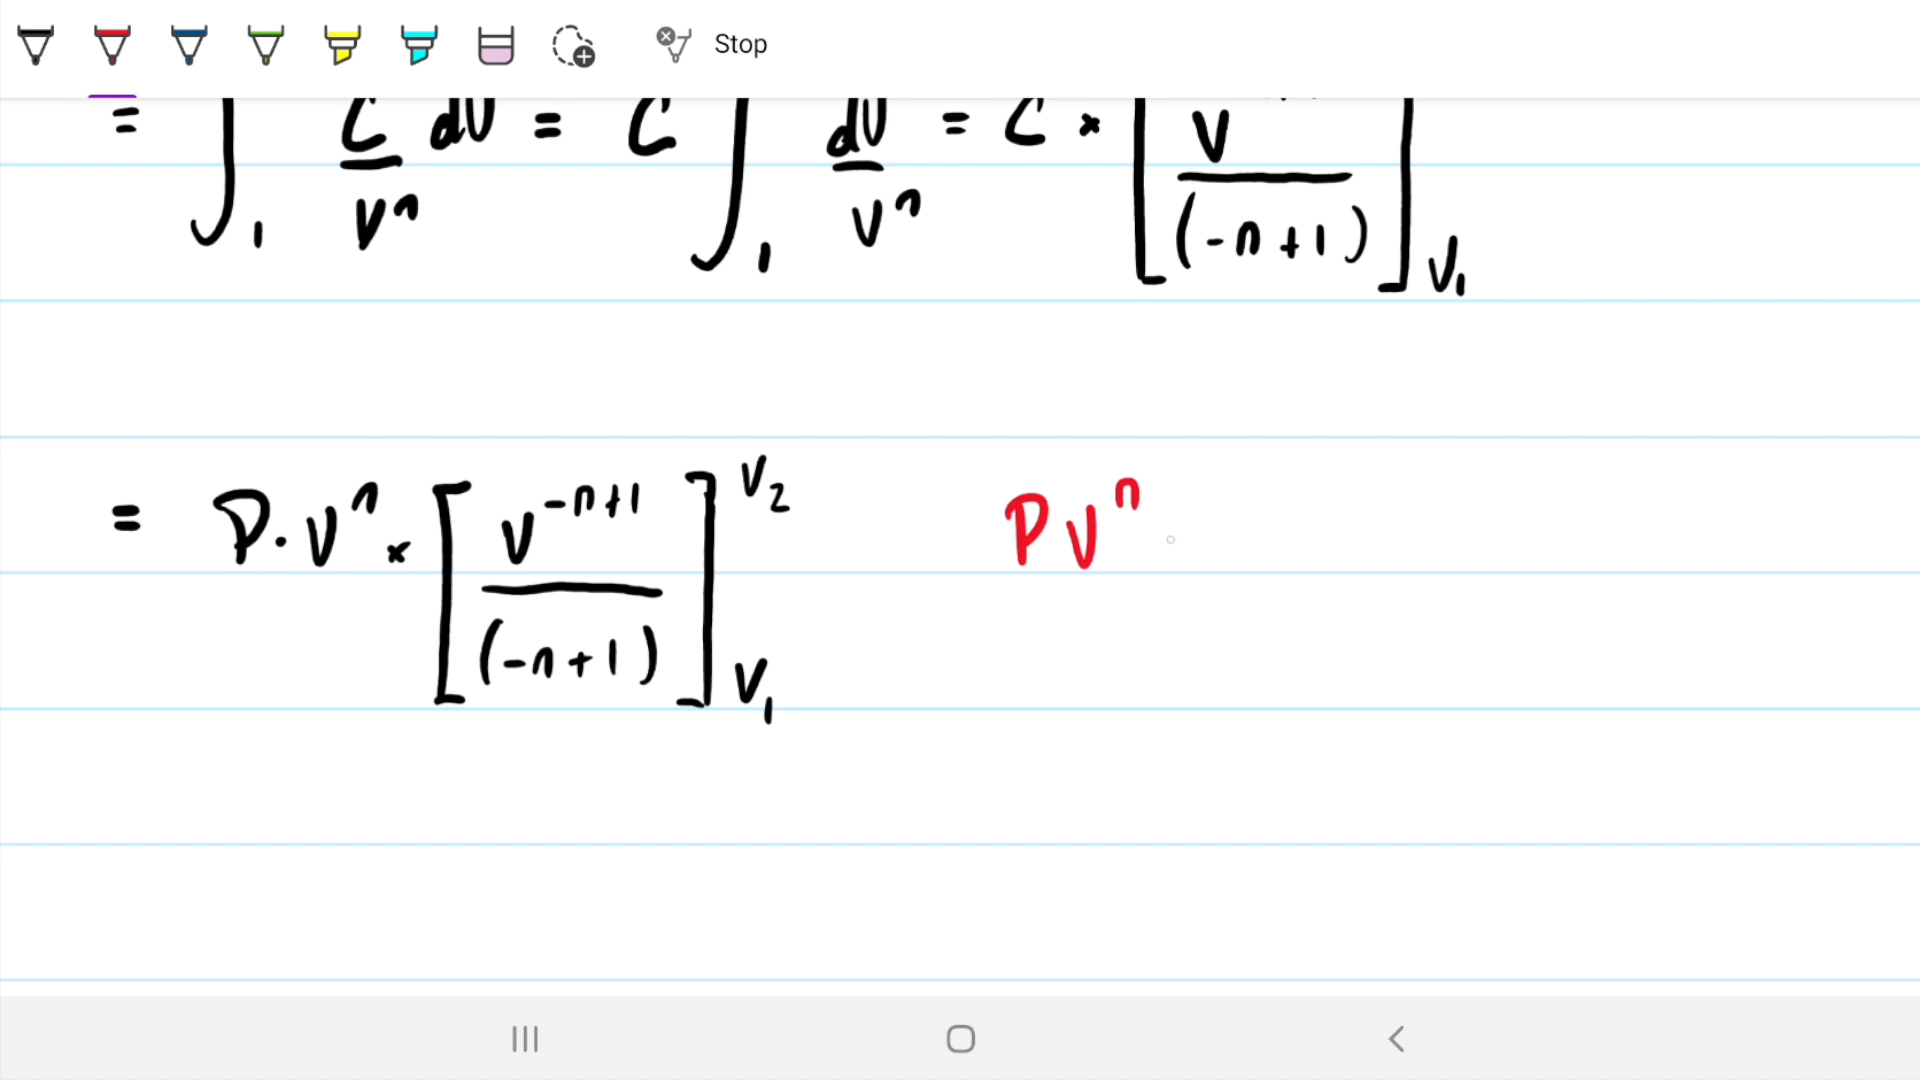 Stop
= ∫₁ C/Vⁿ dV = C ∫₁ dV/Vⁿ = C × [V / (-n+1)]V₁
= P·Vⁿ × [V⁻ⁿ⁺¹ / (-n+1)]V₁ V₂ PVⁿ